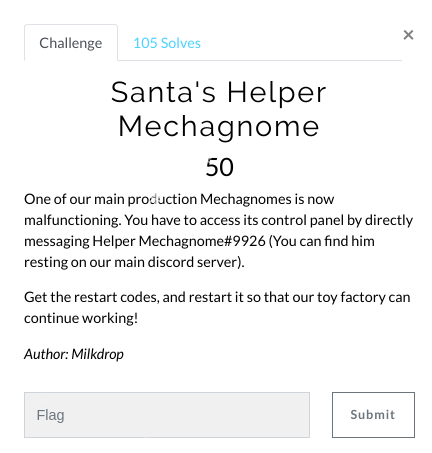 Challenge
105 Solves
×
Santa's Helper
Mechagnome
50
One of our main production Mechagnomes is now
malfunctioning. You have to access its control panel by directly
messaging Helper Mechagnome#9926 (You can find him
resting on our main discord server).
Get the restart codes, and restart it so that our toy factory can
continue working!
Author: Milkdrop
Flag
Submit